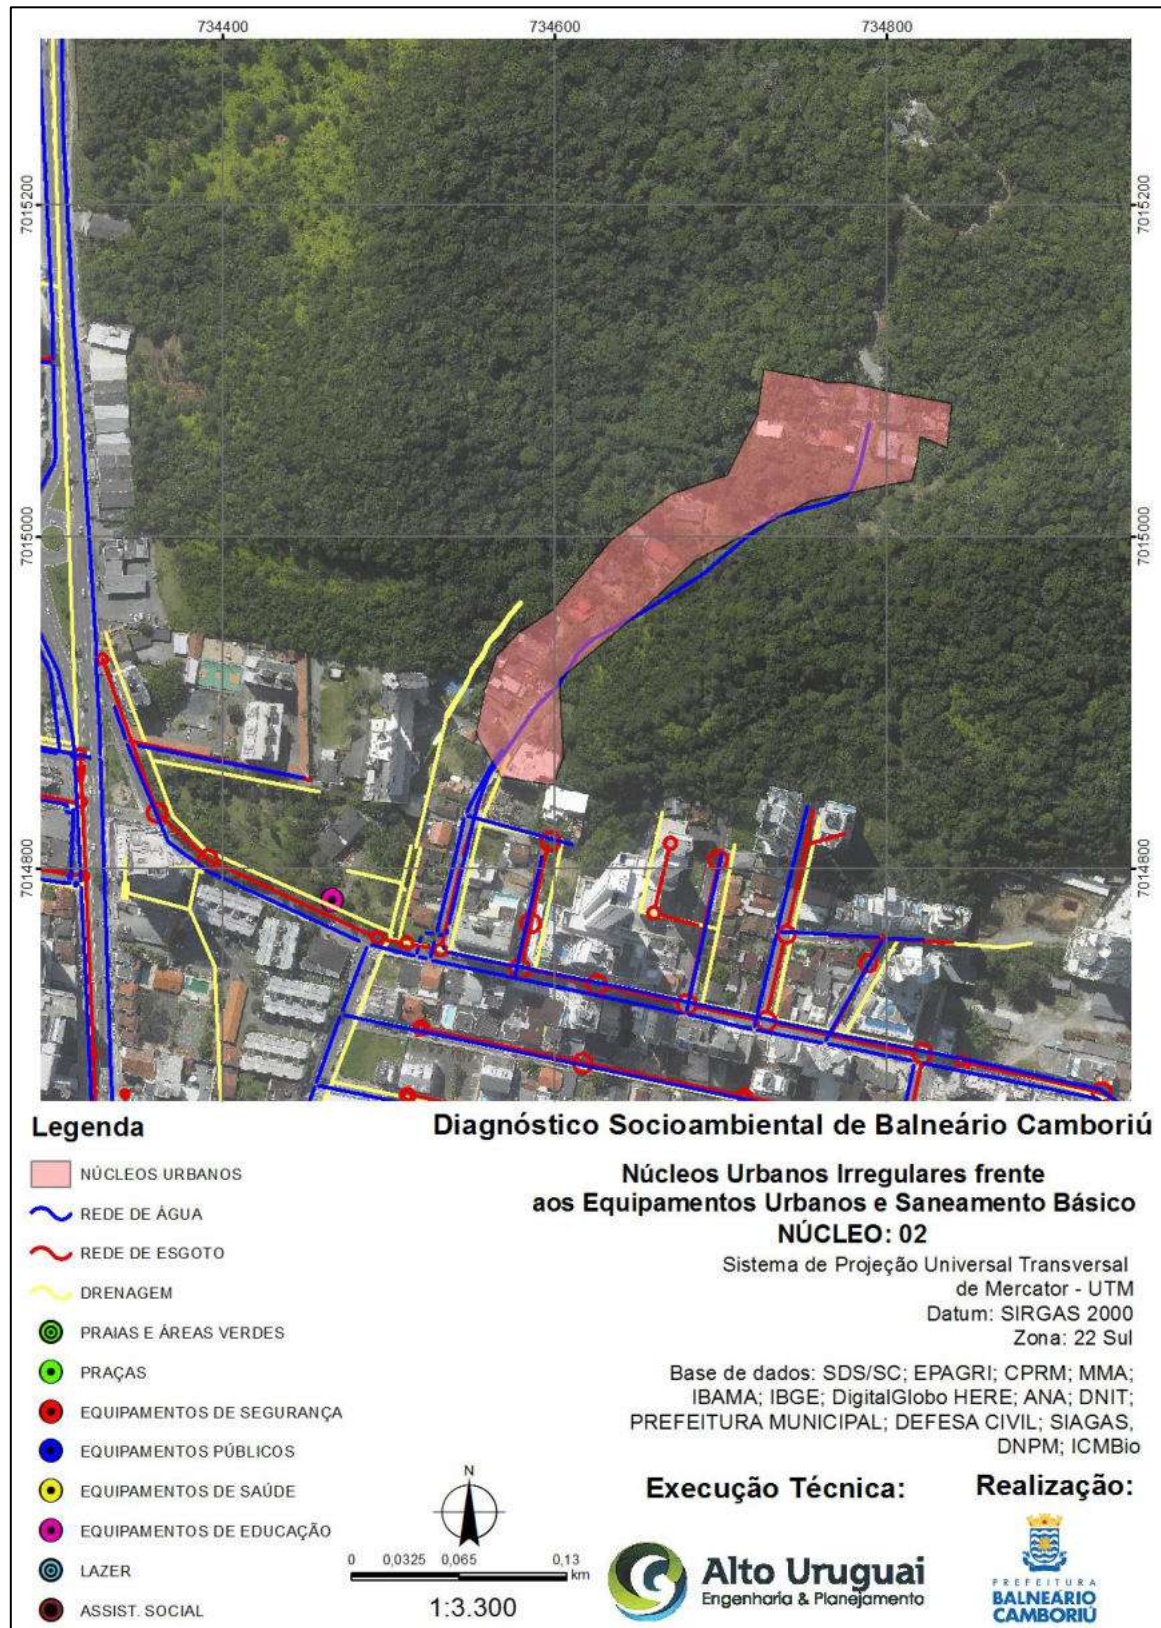 734400 734600 734800
7015200 7015200
7015000 7015000
7014800 7014800
Legenda
NÚCLEOS URBANOS
REDE DE ÁGUA
REDE DE ESGOTO
DRENAGEM
PRAIAS E ÁREAS VERDES
PRAÇAS
EQUIPAMENTOS DE SEGURANÇA
EQUIPAMENTOS PÚBLICOS
EQUIPAMENTOS DE SAÚDE
EQUIPAMENTOS DE EDUCAÇÃO
LAZER
ASSIST. SOCIAL
N
0 0,0325 0,065 0,13
km
1:3.300
Diagnóstico Socioambiental de Balneário Camboriú
Núcleos Urbanos Irregulares frente
aos Equipamentos Urbanos e Saneamento Básico
NÚCLEO: 02
Sistema de Projeção Universal Transversal
de Mercator - UTM
Datum: SIRGAS 2000
Zona: 22 Sul
Base de dados: SDS/SC; EPAGRI; CPRM; MMA;
IBAMA; IBGE; DigitalGlobo HERE; ANA; DNIT;
PREFEITURA MUNICIPAL; DEFESA CIVIL; SIAGAS,
DNPM; ICMBio
Execução Técnica:
Alto Uruguai
Engenharia & Planejamento
Realização:
PREFEITURA
BALNEÁRIO
CAMBORIÚ